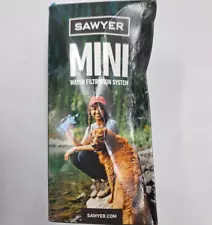 SAWYER
MINI
WATER FILTRATION SYSTEM
SAWYER.COM